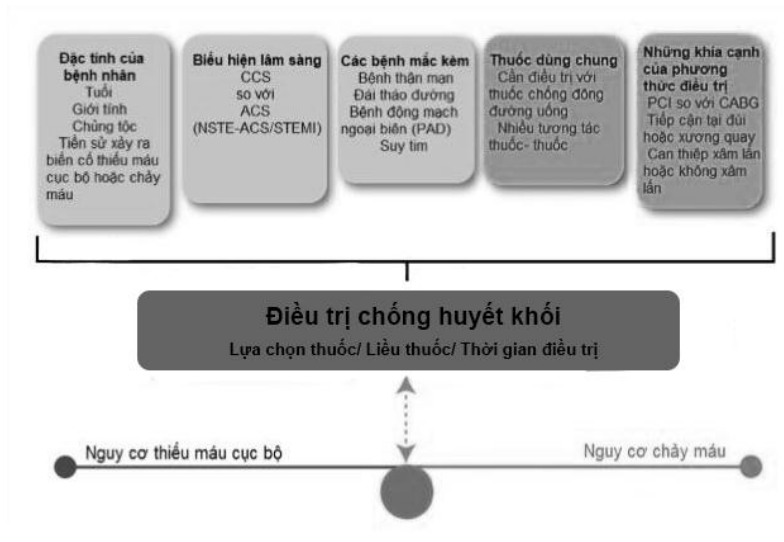 Đặc tính của
bệnh nhân
Tuổi
Giới tính
Chủng tộc
Tiền sử xảy ra
biến cố thiếu máu
cục bộ hoặc chảy
máu
Biểu hiện lâm sàng
CCS
so với
ACS
(NSTE-ACS/STEMI)
Các bệnh mắc kèm
Bệnh thận mạn
Đái tháo đường
Bệnh động mạch
ngoại biên (PAD)
Suy tim
Thuốc dùng chung
Cần điều trị với
thuốc chống đông
đường uống
Nhiều tương tác
thuốc- thuốc
Những khía cạnh
của phương
thức điều trị
PCI so với CABG
Tiếp cận tại đùi
hoặc xương quay
Can thiệp xâm lấn
hoặc không xâm
lấn
Điều trị chống huyết khối
Lựa chọn thuốc/ Liều thuốc/ Thời gian điều trị
Nguy cơ thiếu máu cục bộ
Nguy cơ chảy máu